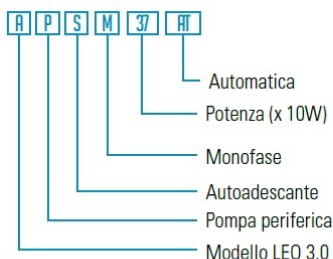 A P S M 37 AT
Automatica
Potenza (x 10W)
Monofase
Autoadescante
Pompa periferica
Modello LEO 3.0